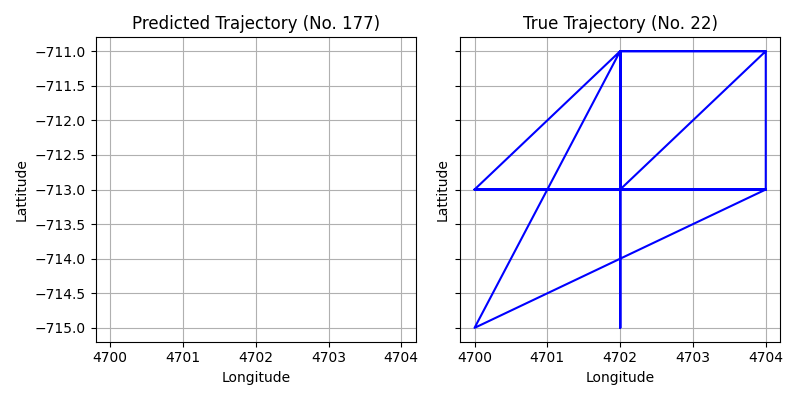 Predicted Trajectory (No. 177)
True Trajectory (No. 22)
−711.0
−711.5
−712.0
−712.5
−713.0
−713.5
−714.0
−714.5
−715.0
Lattitude
Lattitude
4700 4701 4702 4703 4704
4700 4701 4702 4703 4704
Longitude
Longitude